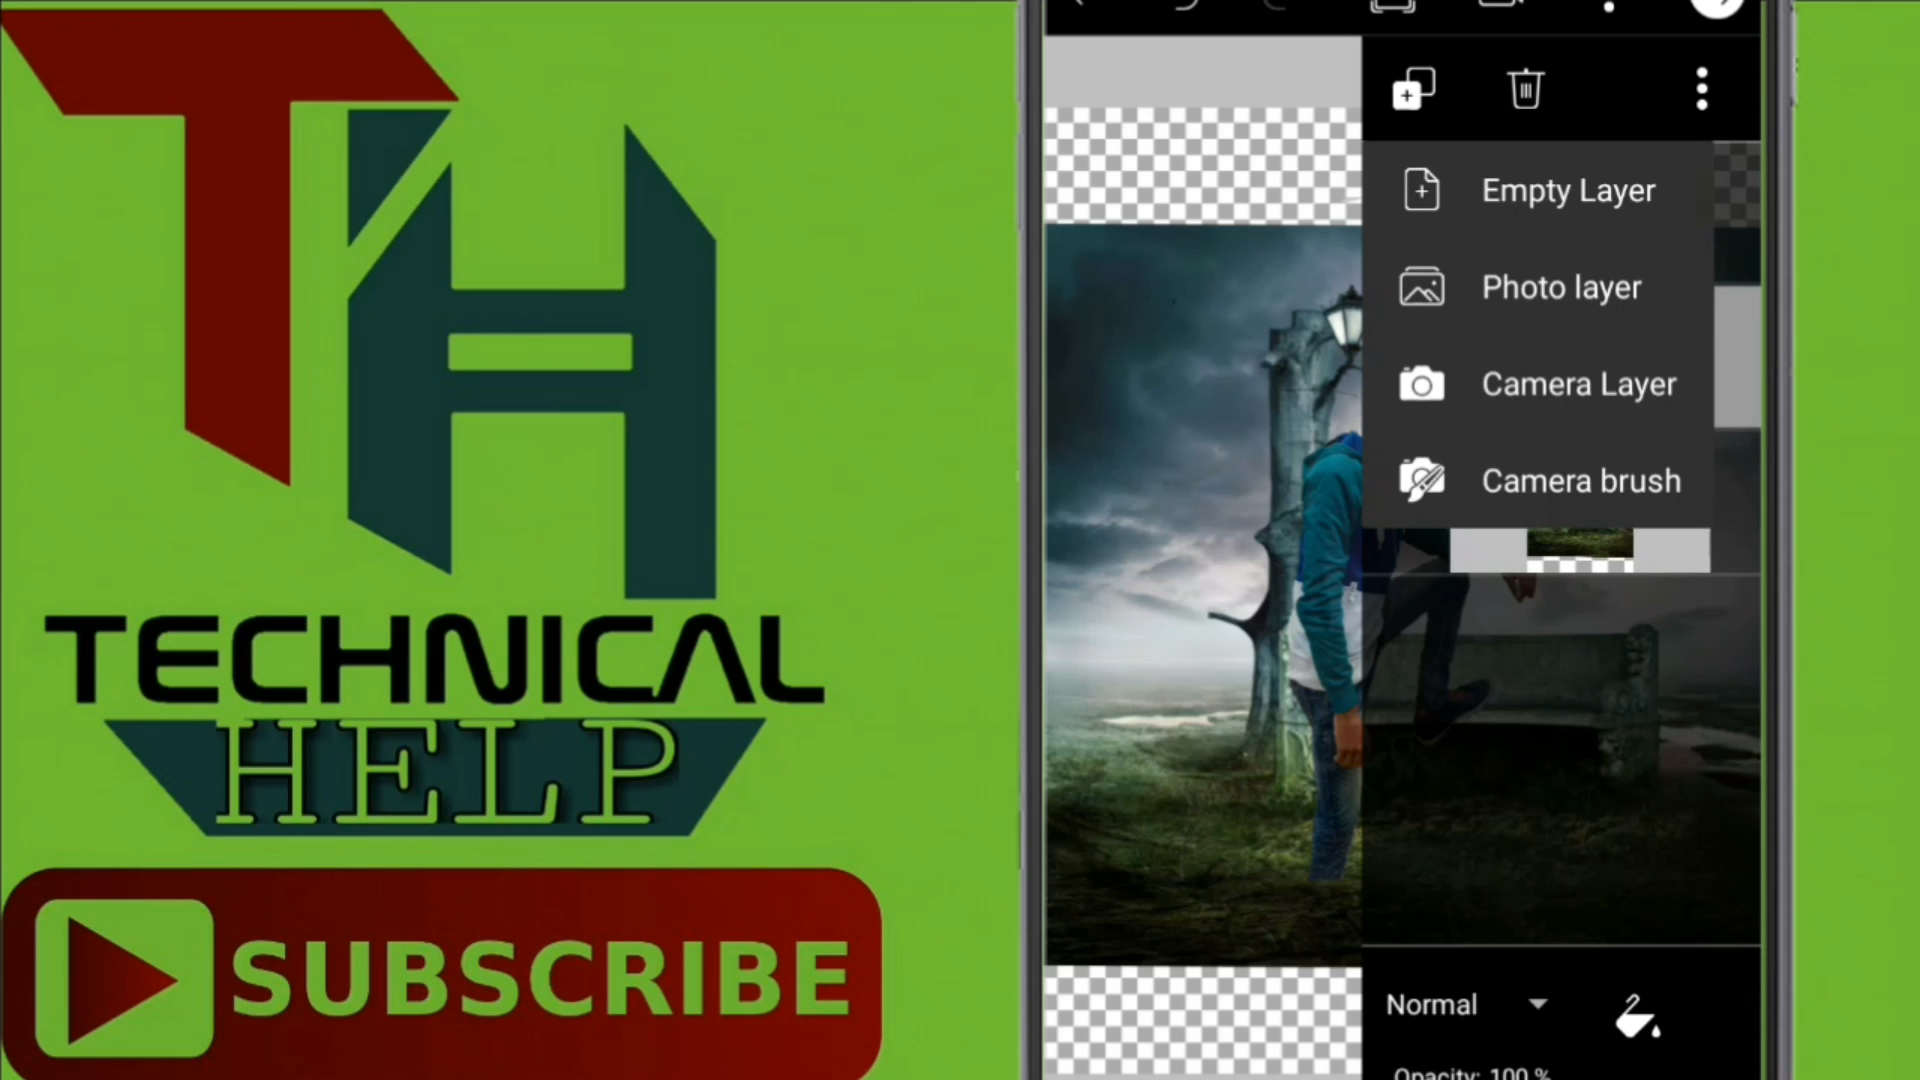 TH
TECHNICAL
HELP
SUBSCRIBE
Empty Layer
Photo layer
Camera Layer
Camera brush
Normal
Opacity: 100 %